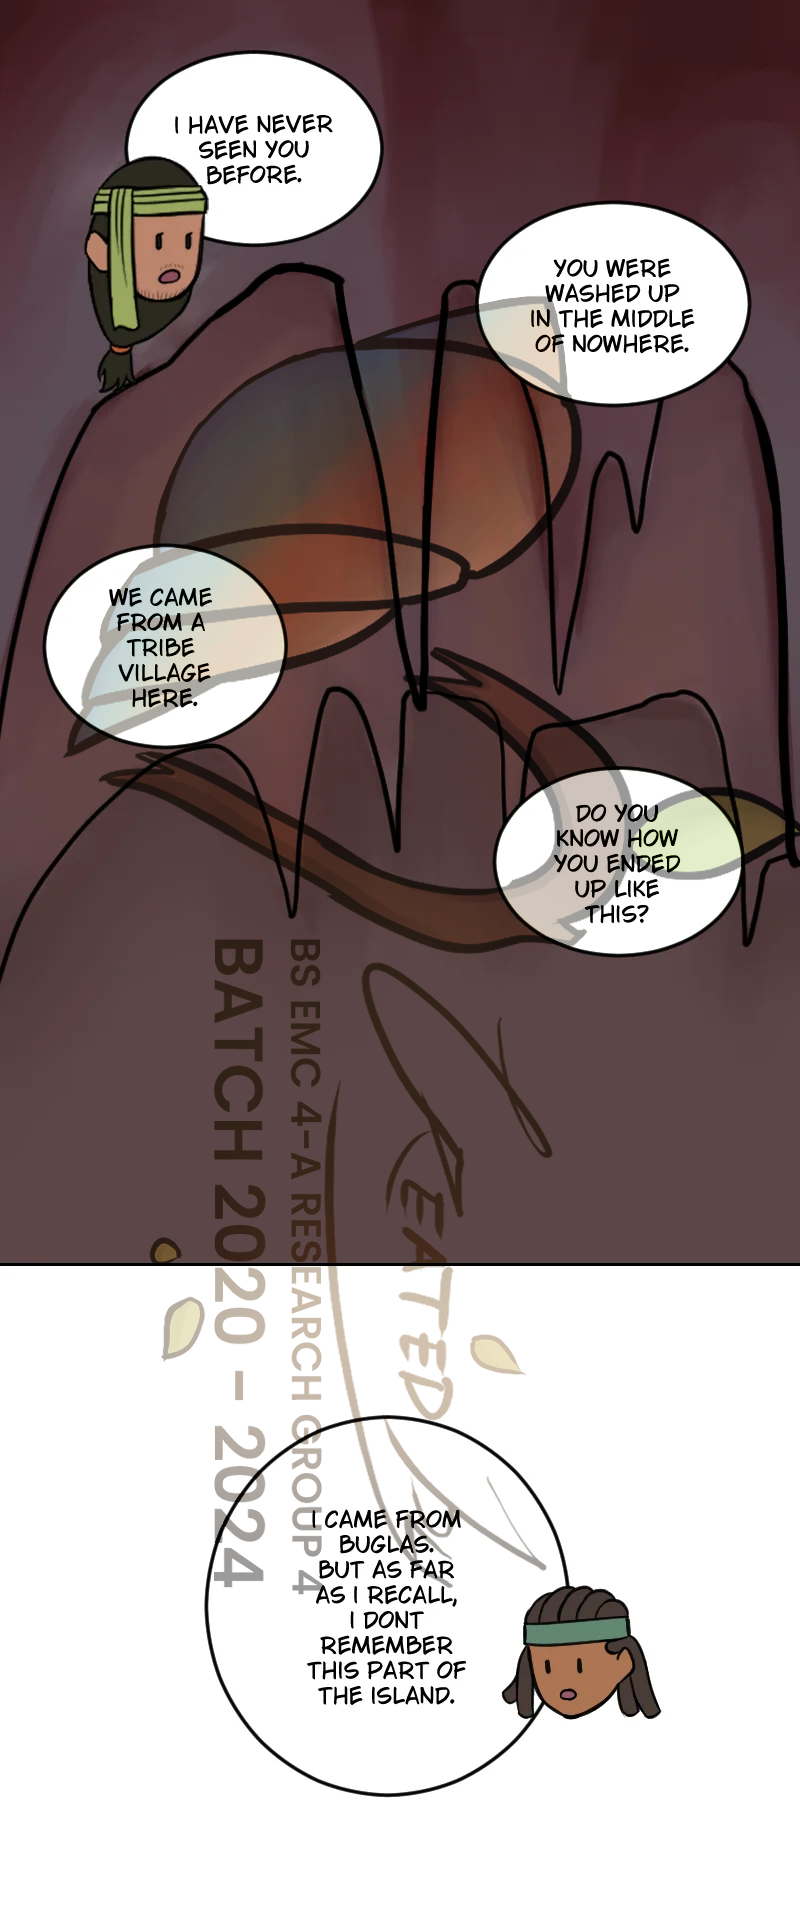 I HAVE NEVER
SEEN YOU
BEFORE.
YOU WERE
WASHED UP
IN THE MIDDLE
OF NOWHERE.
WE CAME
FROM A
TRIBE
VILLAGE
HERE.
DO YOU
KNOW HOW
YOU ENDED
UP LIKE
THIS?
CREATED by
BS EMC 4-A RESEARCH GROUP 4
BATCH 2020 - 2024
I CAME FROM
BUGLAS.
BUT AS FAR
AS I RECALL,
I DONT
REMEMBER
THIS PART OF
THE ISLAND.